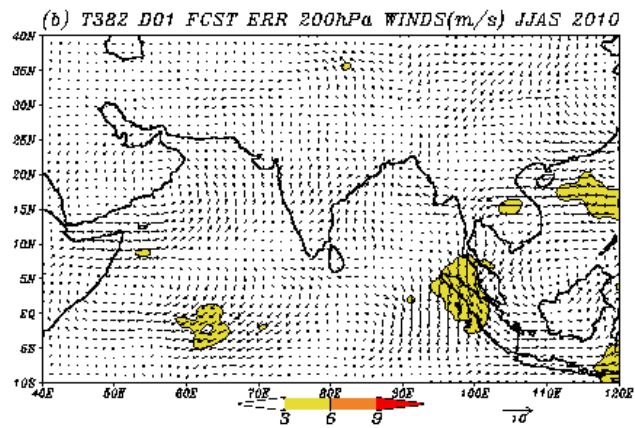 (b) T382 D01 FCST ERR 200hPa WINDS(m/s) JJAS 2010
40N
35N
30N
25N
20N
15N
10N
5N
EQ
5S
10S
40E 50E 60E 70E 80E 90E 100E 110E 120E
3 6 9
10